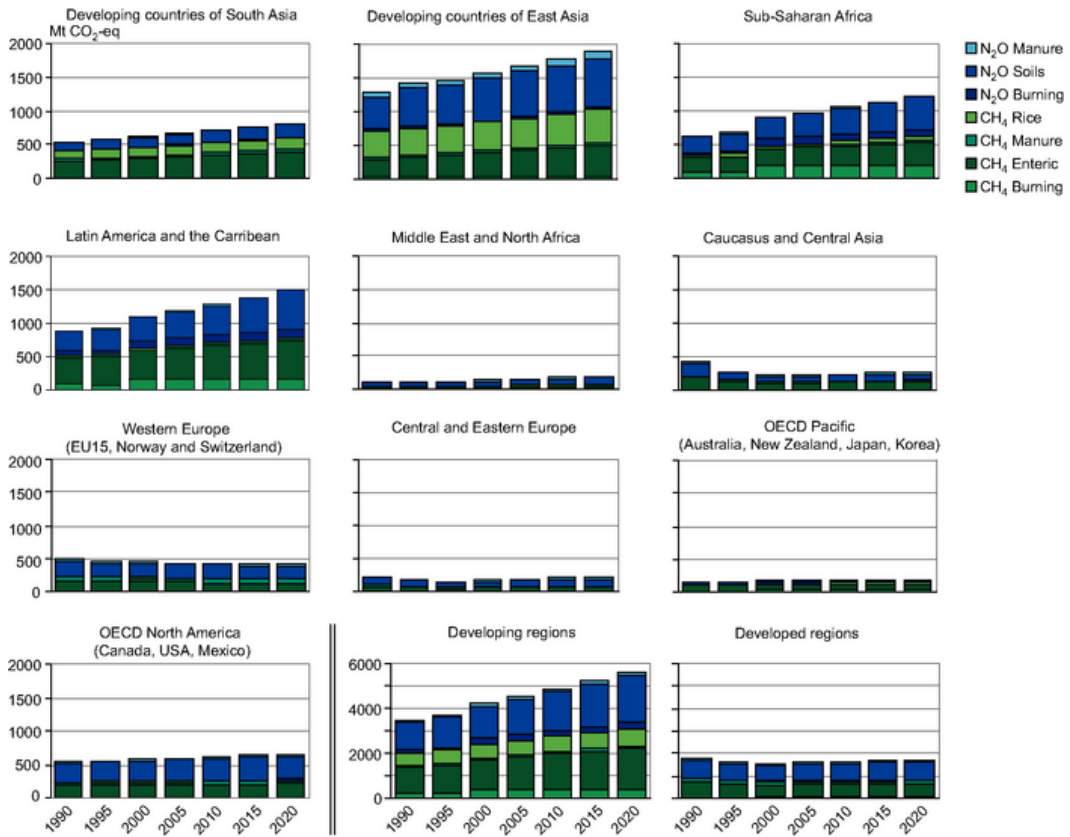 Developing countries of South Asia
Mt CO₂-eq
2000
1500
1000
500
0
Developing countries of East Asia
Sub-Saharan Africa
N₂O Manure
N₂O Soils
N₂O Burning
CH₄ Rice
CH₄ Manure
CH₄ Enteric
CH₄ Burning
Latin America and the Carribean
2000
1500
1000
500
0
Middle East and North Africa
Caucasus and Central Asia
Western Europe
(EU15, Norway and Switzerland)
2000
1500
1000
500
0
Central and Eastern Europe
OECD Pacific
(Australia, New Zealand, Japan, Korea)
OECD North America
(Canada, USA, Mexico)
2000
1500
1000
500
0
1990 1995 2000 2005 2010 2015 2020
Developing regions
6000
4000
2000
0
1990 1995 2000 2005 2010 2015 2020
Developed regions
1990 1995 2000 2005 2010 2015 2020